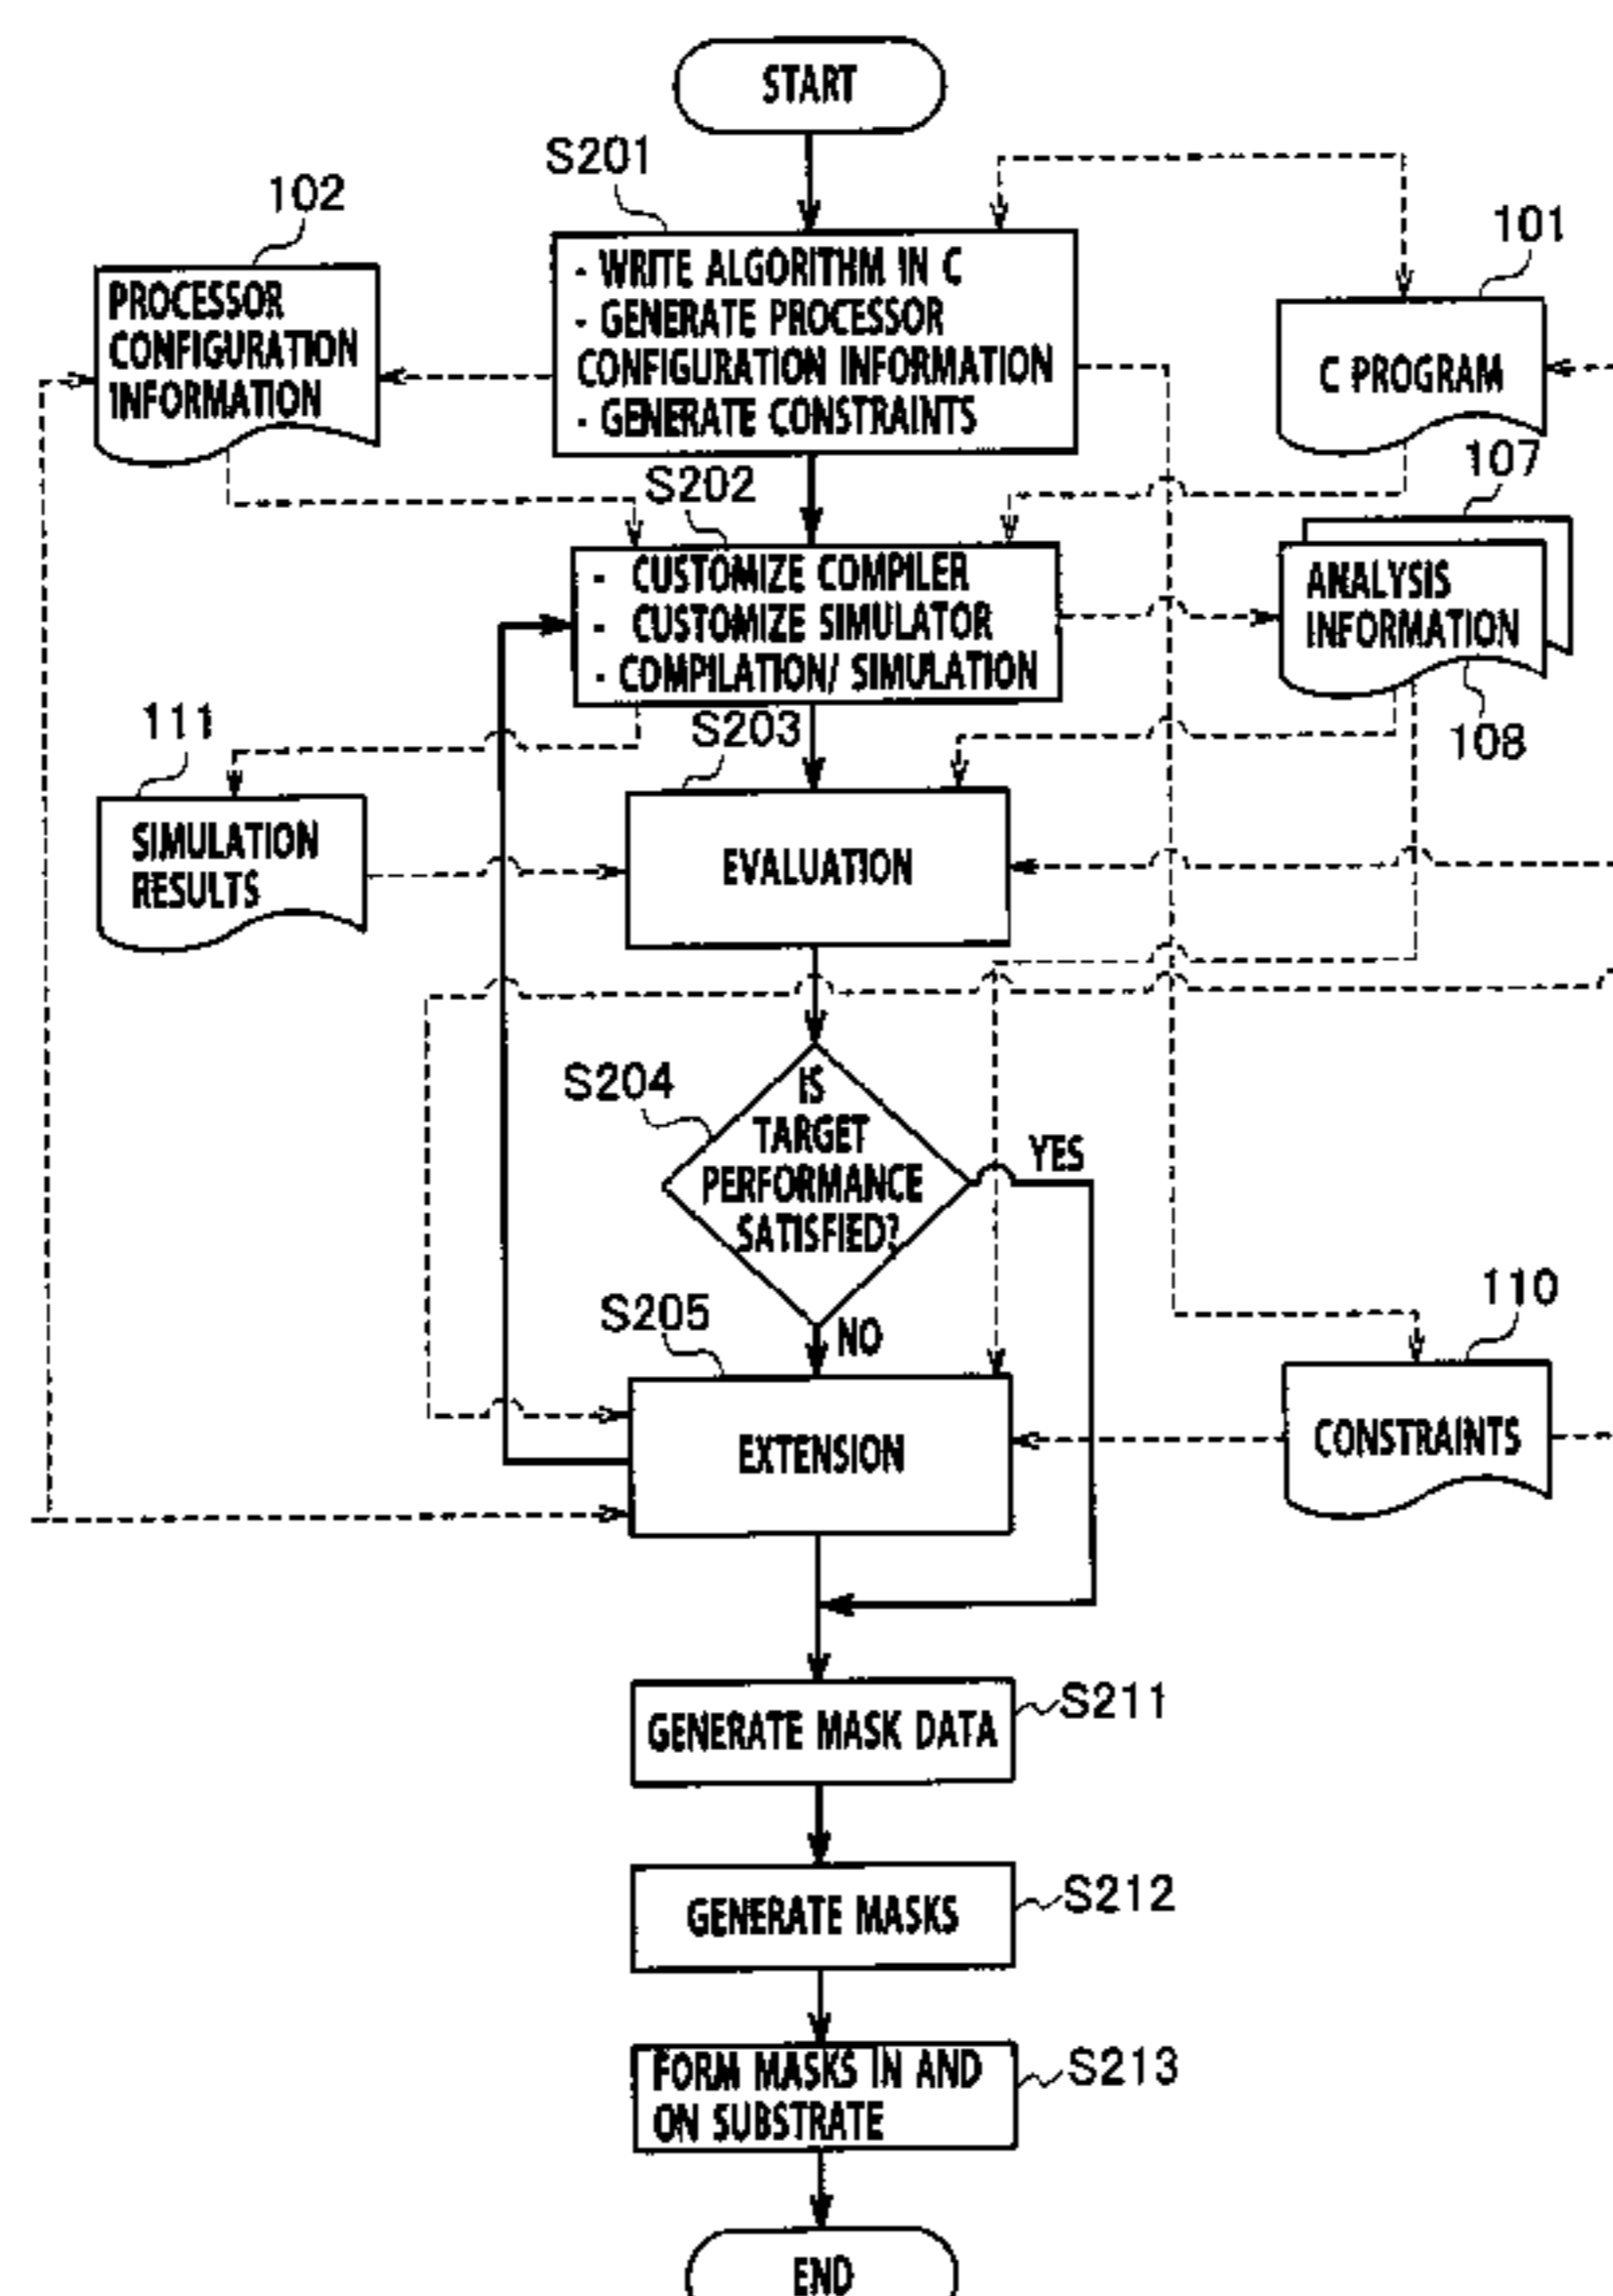 START
S201
102
101
- WRITE ALGORITHM IN C
- GENERATE PROCESSOR
CONFIGURATION INFORMATION
- GENERATE CONSTRAINTS
PROCESSOR
CONFIGURATION
INFORMATION
C PROGRAM
S202
107
- CUSTOMIZE COMPILER
- CUSTOMIZE SIMULATOR
- COMPILATION/ SIMULATION
ANALYSIS
INFORMATION
108
111
S203
SIMULATION
RESULTS
EVALUATION
S204
IS
TARGET
PERFORMANCE
SATISFIED?
YES
NO
S205
110
EXTENSION
CONSTRAINTS
GENERATE MASK DATA
S211
GENERATE MASKS
S212
FORM MASKS IN AND
ON SUBSTRATE
S213
END